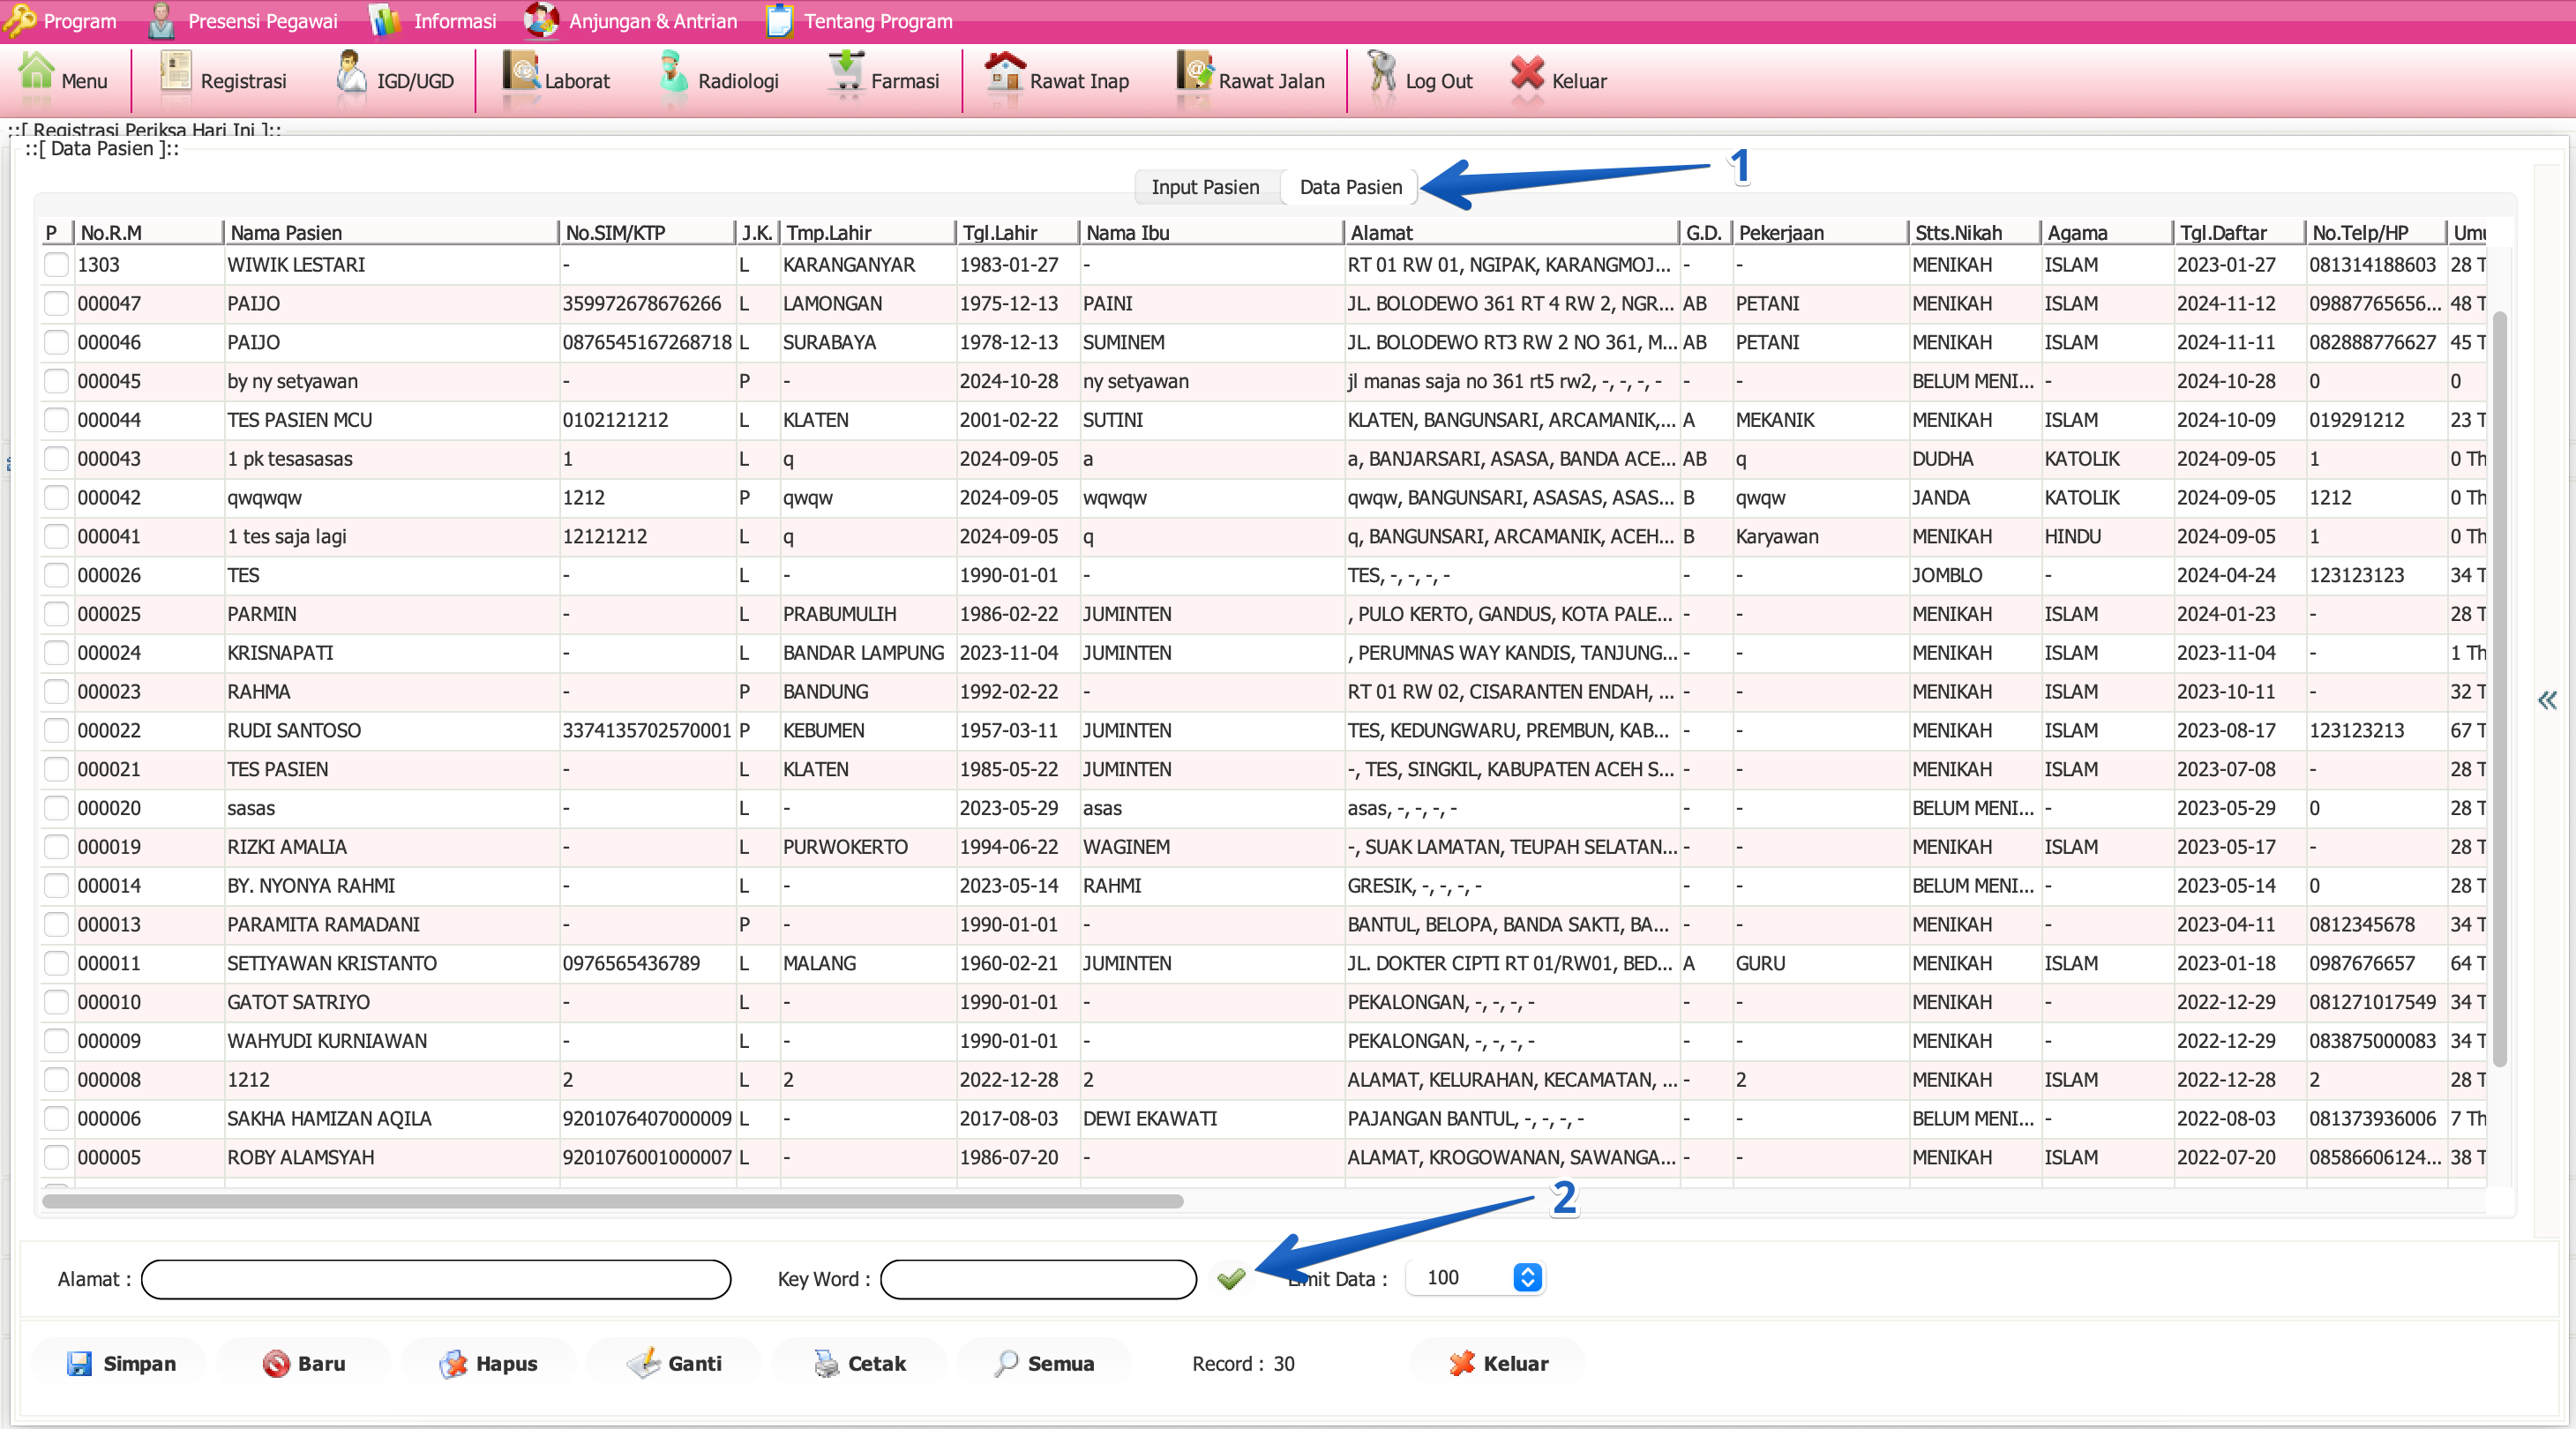 Program Presensi Pegawai Informasi Anjungan & Antrian Tentang Program
Menu Registrasi IGD/UGD Laborat Radiologi Farmasi Rawat Inap Rawat Jalan Log Out Keluar
::[ Registrasi Periksa Hari Ini ]::
::[ Data Pasien ]::
Input Pasien Data Pasien 1
P No.R.M Nama Pasien No.SIM/KTP J.K. Tmp.Lahir Tgl.Lahir Nama Ibu Alamat G.D. Pekerjaan Stts.Nikah Agama Tgl.Daftar No.Telp/HP Umu
1303 WIWIK LESTARI - L KARANGANYAR 1983-01-27 - RT 01 RW 01, NGIPAK, KARANGMOJ... - - MENIKAH ISLAM 2023-01-27 081314188603 28 T
000047 PAIJO 359972678676266 L LAMONGAN 1975-12-13 PAINI JL. BOLODEWO 361 RT 4 RW 2, NGR... AB PETANI MENIKAH ISLAM 2024-11-12 09887765656... 48 T
000046 PAIJO 0876545167268718 L SURABAYA 1978-12-13 SUMINEM JL. BOLODEWO RT3 RW 2 NO 361, M... AB PETANI MENIKAH ISLAM 2024-11-11 082888776627 45 T
000045 by ny setyawan - P - 2024-10-28 ny setyawan jl manas saja no 361 rt5 rw2, -, -, -, - - - BELUM MENI... - 2024-10-28 0 0
000044 TES PASIEN MCU 0102121212 L KLATEN 2001-02-22 SUTINI KLATEN, BANGUNSARI, ARCAMANIK,... A MEKANIK MENIKAH ISLAM 2024-10-09 019291212 23 T
000043 1 pk tesasasas 1 L q 2024-09-05 a a, BANJARSARI, ASASA, BANDA ACE... AB q DUDHA KATOLIK 2024-09-05 1 0 Th
000042 qwqwqw 1212 P qwqw 2024-09-05 wqwqw qwqw, BANGUNSARI, ASASAS, ASAS... B qwqw JANDA KATOLIK 2024-09-05 1212 0 Th
000041 1 tes saja lagi 12121212 L q 2024-09-05 q q, BANGUNSARI, ARCAMANIK, ACEH... B Karyawan MENIKAH HINDU 2024-09-05 1 0 Th
000026 TES - L - 1990-01-01 - TES, -, -, -, - - - JOMBLO - 2024-04-24 123123123 34 T
000025 PARMIN - L PRABUMULIH 1986-02-22 JUMINTEN , PULO KERTO, GANDUS, KOTA PALE... - - MENIKAH ISLAM 2024-01-23 - 28 T
000024 KRISNAPATI - L BANDAR LAMPUNG 2023-11-04 JUMINTEN , PERUMNAS WAY KANDIS, TANJUNG... - - MENIKAH ISLAM 2023-11-04 - 1 Th
000023 RAHMA - P BANDUNG 1992-02-22 - RT 01 RW 02, CISARANTEN ENDAH, ... - - MENIKAH ISLAM 2023-10-11 - 32 T
000022 RUDI SANTOSO 3374135702570001 P KEBUMEN 1957-03-11 JUMINTEN TES, KEDUNGWARU, PREMBUN, KAB... - - MENIKAH ISLAM 2023-08-17 123123213 67 T
000021 TES PASIEN - L KLATEN 1985-05-22 JUMINTEN -, TES, SINGKIL, KABUPATEN ACEH S... - - MENIKAH ISLAM 2023-07-08 - 28 T
000020 sasas - L - 2023-05-29 asas asas, -, -, -, - - - BELUM MENI... - 2023-05-29 0 28 T
000019 RIZKI AMALIA - L PURWOKERTO 1994-06-22 WAGINEM -, SUAK LAMATAN, TEUPAH SELATAN... - - MENIKAH ISLAM 2023-05-17 - 28 T
000014 BY. NYONYA RAHMI - L - 2023-05-14 RAHMI GRESIK, -, -, -, - - - BELUM MENI... - 2023-05-14 0 28 T
000013 PARAMITA RAMADANI - P - 1990-01-01 - BANTUL, BELOPA, BANDA SAKTI, BA... - - MENIKAH - 2023-04-11 0812345678 34 T
000011 SETIYAWAN KRISTANTO 0976565436789 L MALANG 1960-02-21 JUMINTEN JL. DOKTER CIPTI RT 01/RW01, BED... A GURU MENIKAH ISLAM 2023-01-18 0987676657 64 T
000010 GATOT SATRIYO - L - 1990-01-01 - PEKALONGAN, -, -, -, - - - MENIKAH - 2022-12-29 081271017549 34 T
000009 WAHYUDI KURNIAWAN - L - 1990-01-01 - PEKALONGAN, -, -, -, - - - MENIKAH - 2022-12-29 083875000083 34 T
000008 1212 2 L 2 2022-12-28 2 ALAMAT, KELURAHAN, KECAMATAN, ... - 2 MENIKAH ISLAM 2022-12-28 2 28 T
000006 SAKHA HAMIZAN AQILA 9201076407000009 L - 2017-08-03 DEWI EKAWATI PAJANGAN BANTUL, -, -, -, - - - BELUM MENI... - 2022-08-03 081373936006 7 Th
000005 ROBY ALAMSYAH 9201076001000007 L - 1986-07-20 - ALAMAT, KROGOWANAN, SAWANGA... - - MENIKAH ISLAM 2022-07-20 08586606124... 38 T
2
Alamat : Key Word : Limit Data : 100
Simpan Baru Hapus Ganti Cetak Semua Record : 30 Keluar